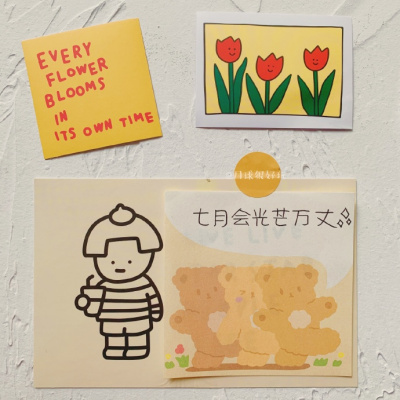 EVERY
FLOWER
BLOOMS
IN
ITS OWN TIME
七月会光芒万丈